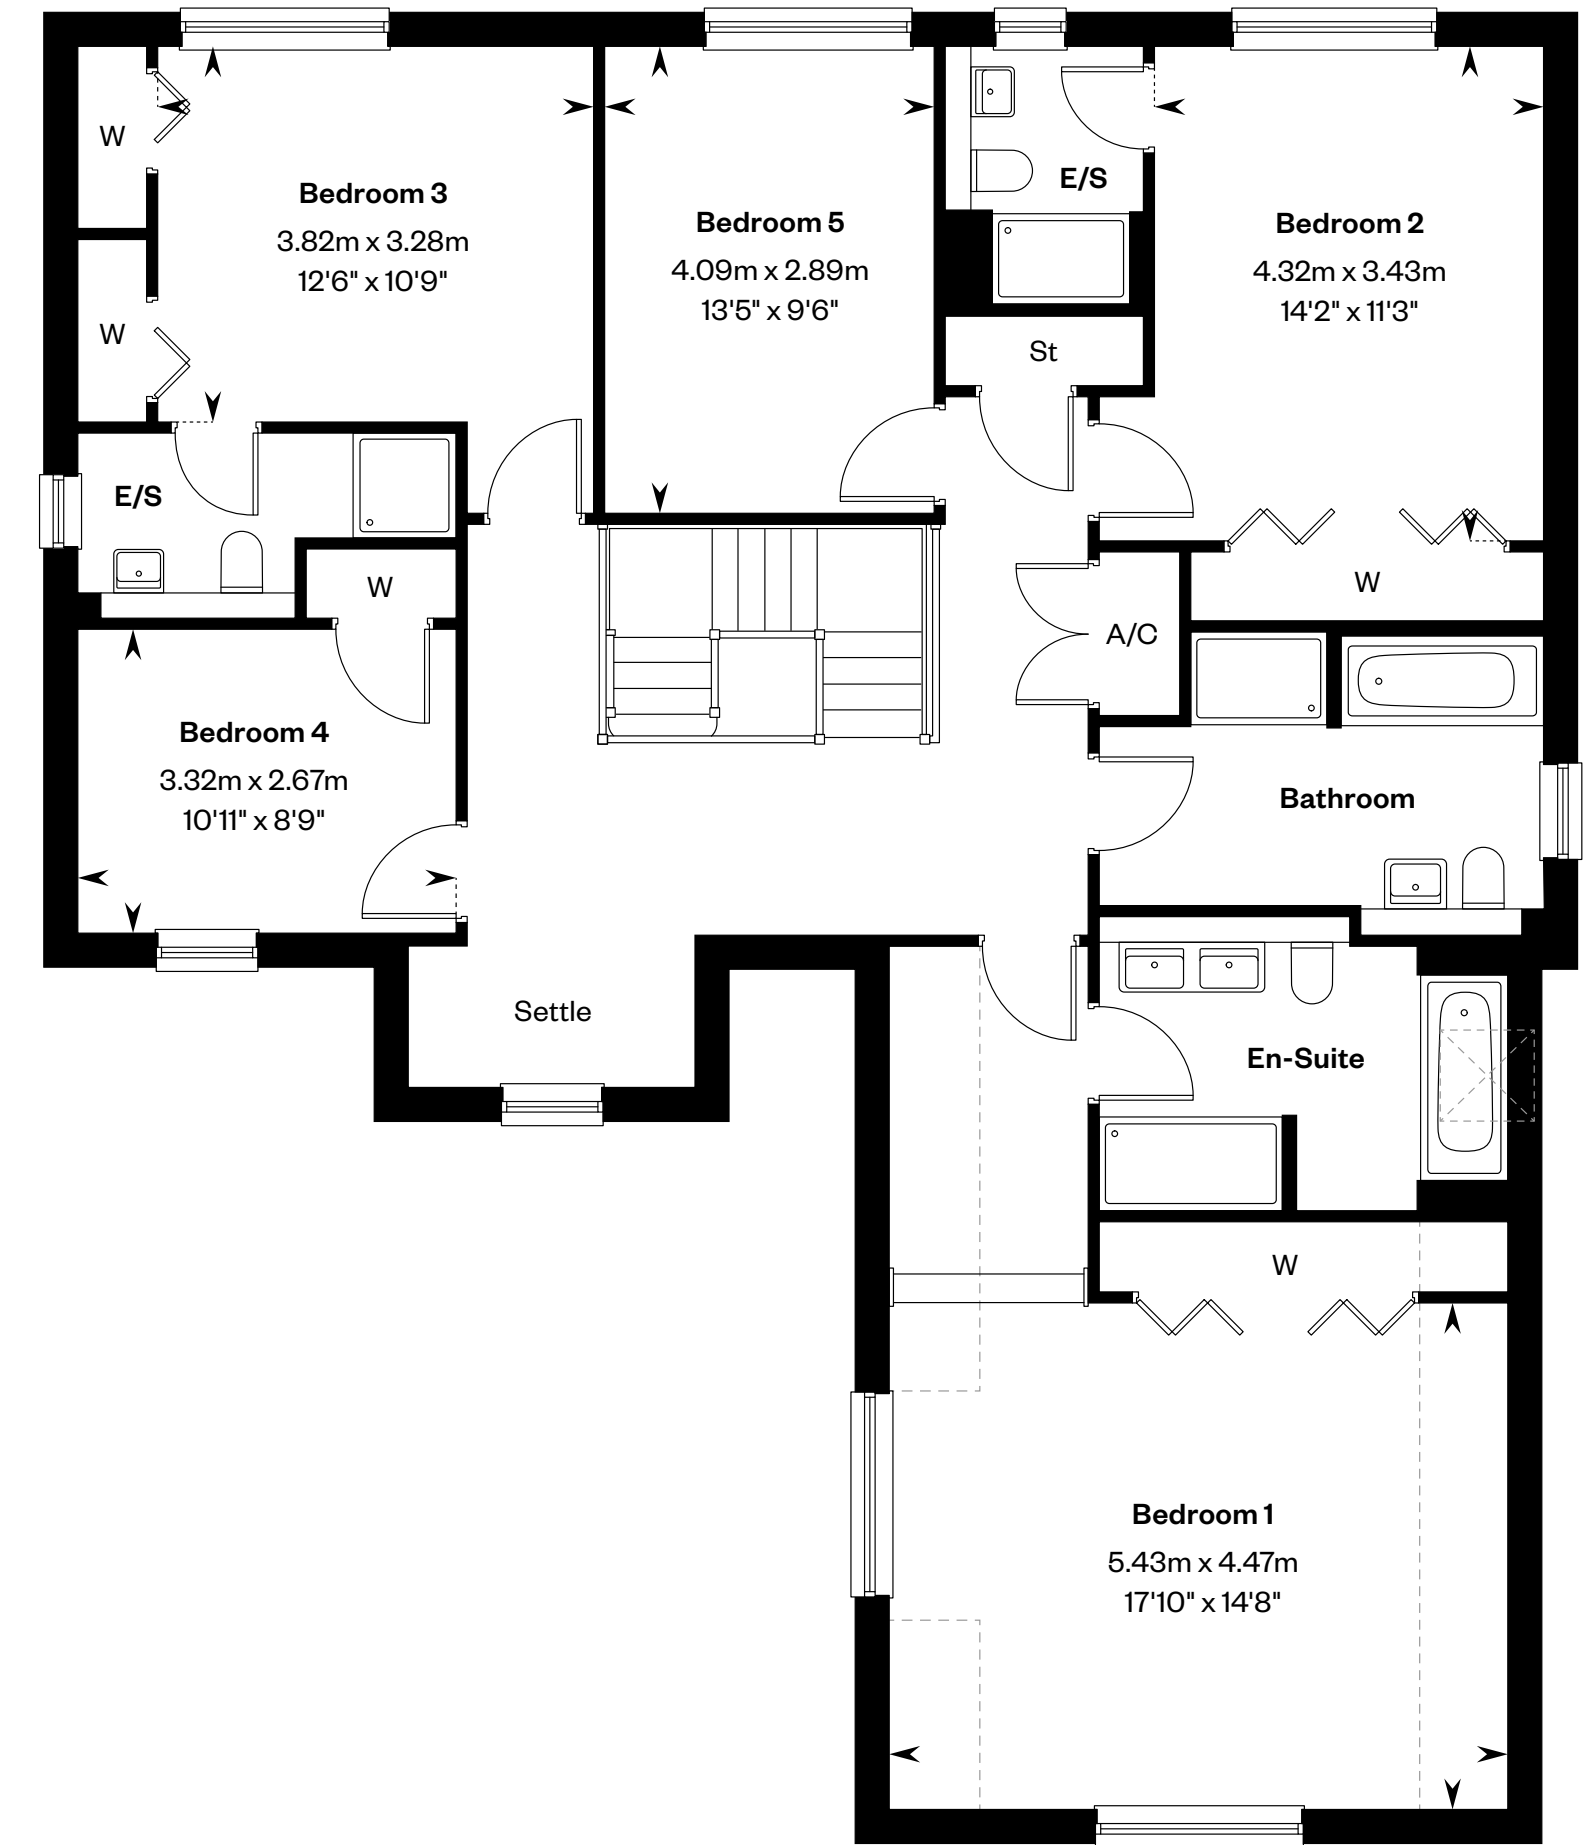 W
Bedroom 3
3.82m x 3.28m
12'6" x 10'9"
W
Bedroom 5
4.09m x 2.89m
13'5" x 9'6"
E/S
St
Bedroom 2
4.32m x 3.43m
14'2" x 11'3"
W
E/S
W
A/C
Bedroom 4
3.32m x 2.67m
10'11" x 8'9"
Bathroom
Settle
En-Suite
W
Bedroom 1
5.43m x 4.47m
17'10" x 14'8"